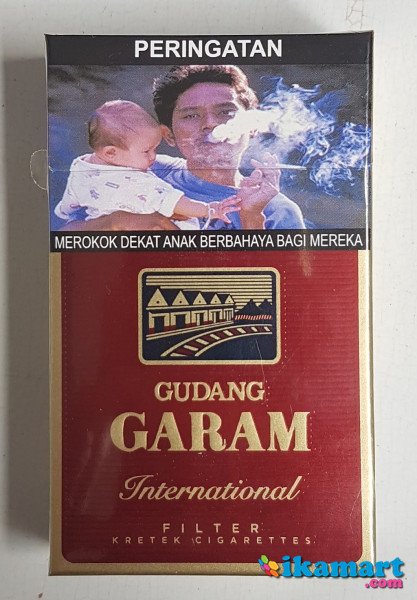 PERINGATAN
MEROKOK DEKAT ANAK BERBAHAYA BAGI MEREKA
GUDANG
GARAM
International
FILTER
KRETEK CIGARETTES
ikamart
.com